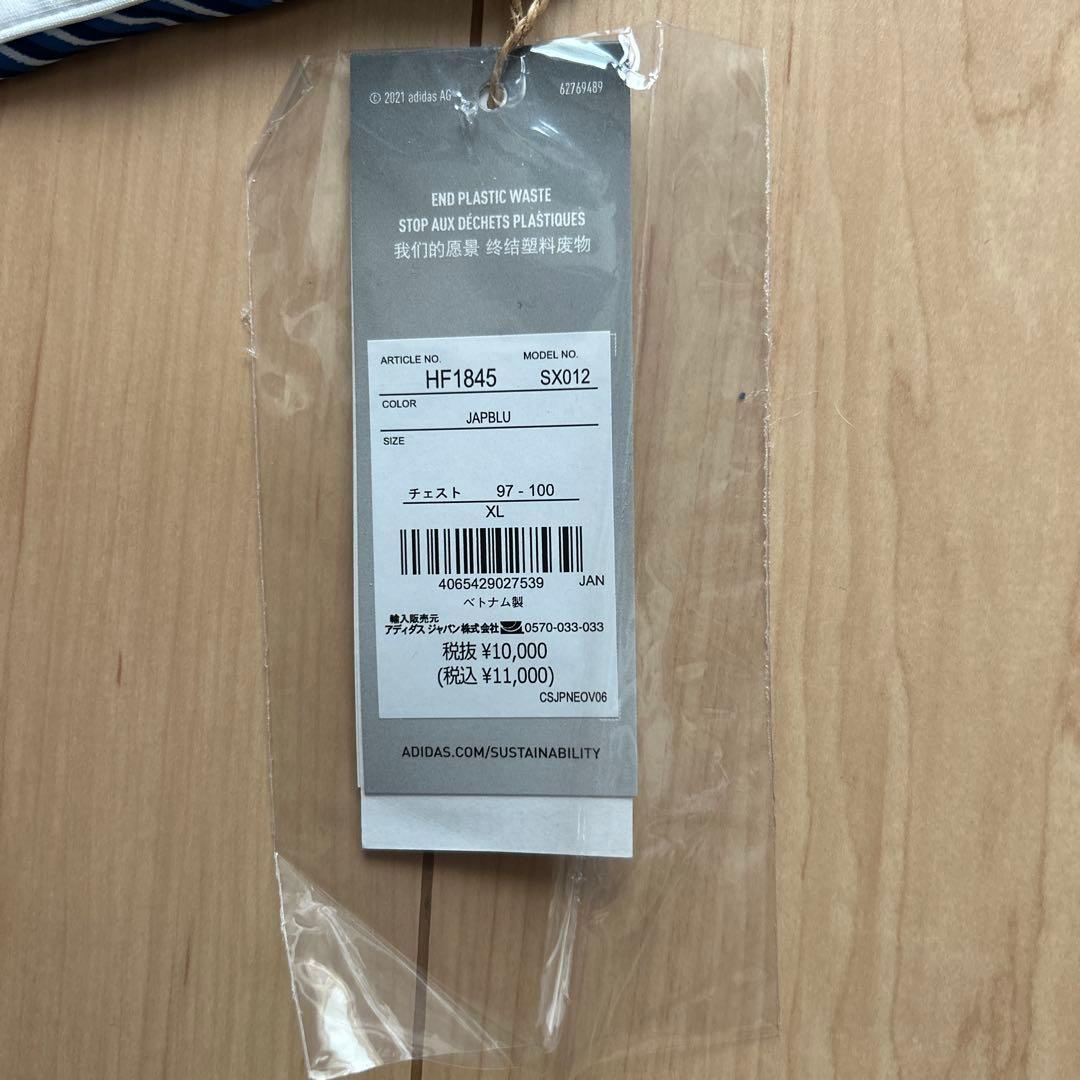 © 2021 adidas AG
62769489
END PLASTIC WASTE
STOP AUX DÉCHETS PLASTIQUES
我们的愿景 终结塑料废物
ARTICLE NO. MODEL NO.
HF1845 SX012
COLOR
JAPBLU
SIZE
チェスト 97 - 100
XL
4065429027539 JAN
ベトナム製
輸入販売元
アディダス ジャパン株式会社 0570-033-033
税抜 ¥10,000
(税込 ¥11,000)
CSJPNEOV06
ADIDAS.COM/SUSTAINABILITY